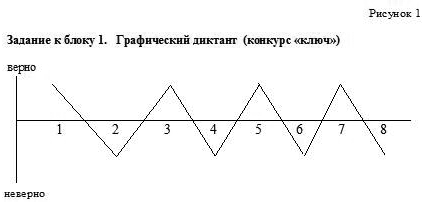 Рисунок 1
Задание к блоку 1. Графический диктант (конкурс «ключ»)
верно
1 2 3 4 5 6 7 8
неверно